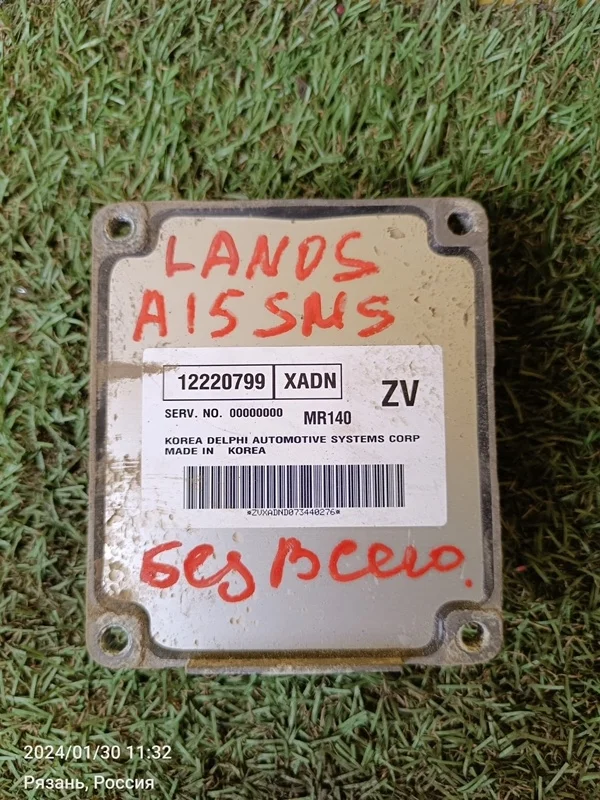 LANOS
A15SMS
12220799 XADN ZV
SERV. NO. 00000000 MR140
KOREA DELPHI AUTOMOTIVE SYSTEMS CORP
MADE IN KOREA
*ZVXADND073440276*
без всего.
2024/01/30 11:32
Рязань, Россия